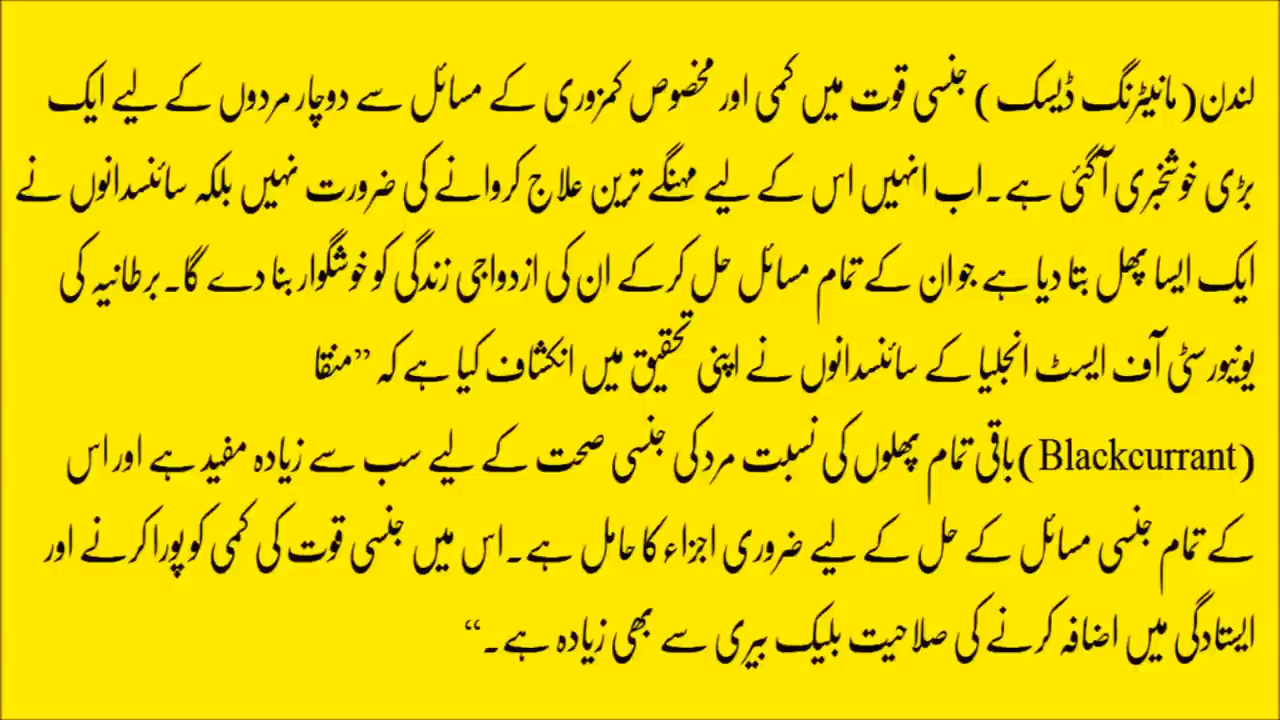 لندن(مانیٹرنگ ڈیسک) جنسی قوت میں کمی اور مخصوص کمزوری کے مسائل سے دوچار مردوں کے لیے ایک
بڑی خوشخبری آگئی ہے۔اب انہیں اس کے لیے مہنگے ترین علاج کروانے کی ضرورت نہیں بلکہ سائنسدانوں نے
ایک ایسا پھل بتا دیا ہے جوان کے تمام مسائل حل کرکے ان کی ازدواجی زندگی کو خوشگوار بنا دے گا۔برطانیہ کی
یونیورسٹی آف ایسٹ انجلیا کے سائنسدانوں نے اپنی تحقیق میں انکشاف کیا ہے کہ ”منقا
(Blackcurrant)باقی تمام پھلوں کی نسبت مرد کی جنسی صحت کے لیے سب سے زیادہ مفید ہے اور اس
کے تمام جنسی مسائل کے حل کے لیے ضروری اجزاء کا حامل ہے۔اس میں جنسی قوت کی کمی کو پورا کرنے اور
ایستادگی میں اضافہ کرنے کی صلاحیت بلیک بیری سے بھی زیادہ ہے۔“